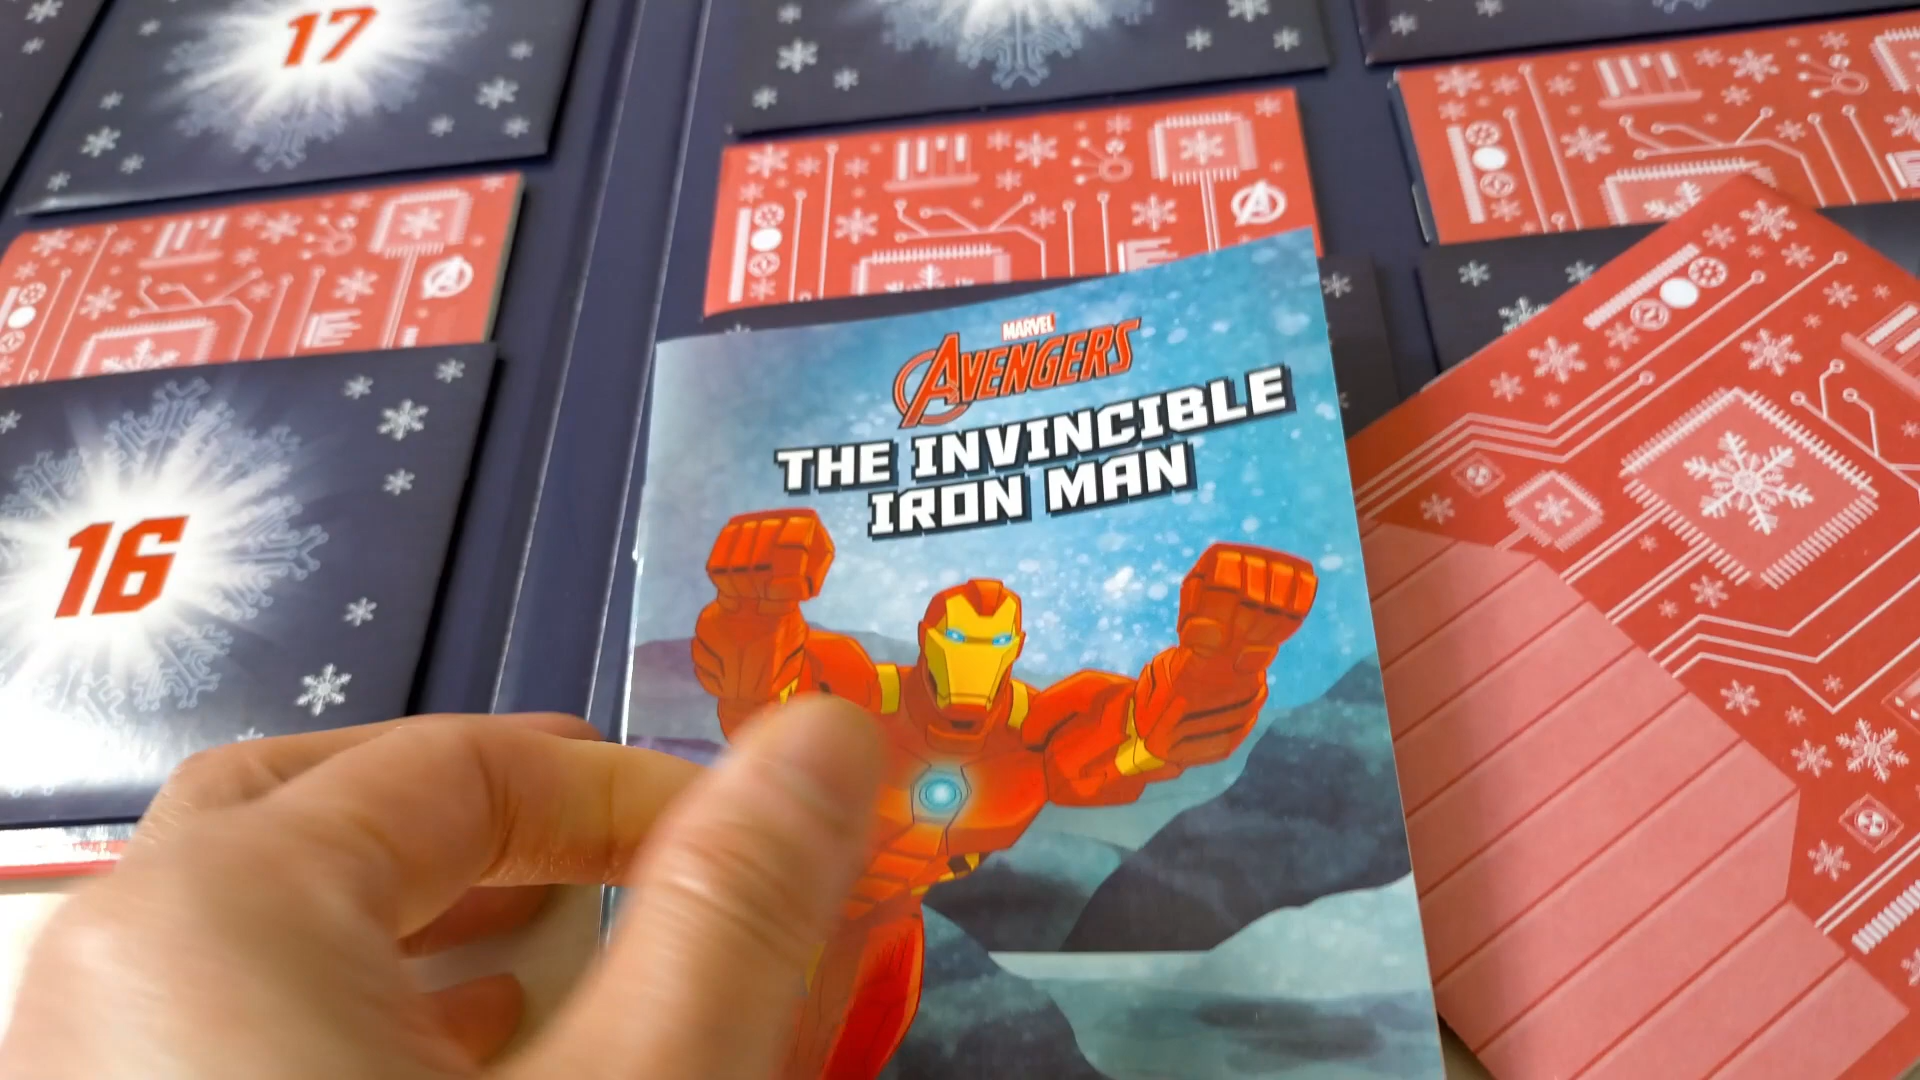 17
MARVEL
AVENGERS
THE INVINCIBLE
IRON MAN
16